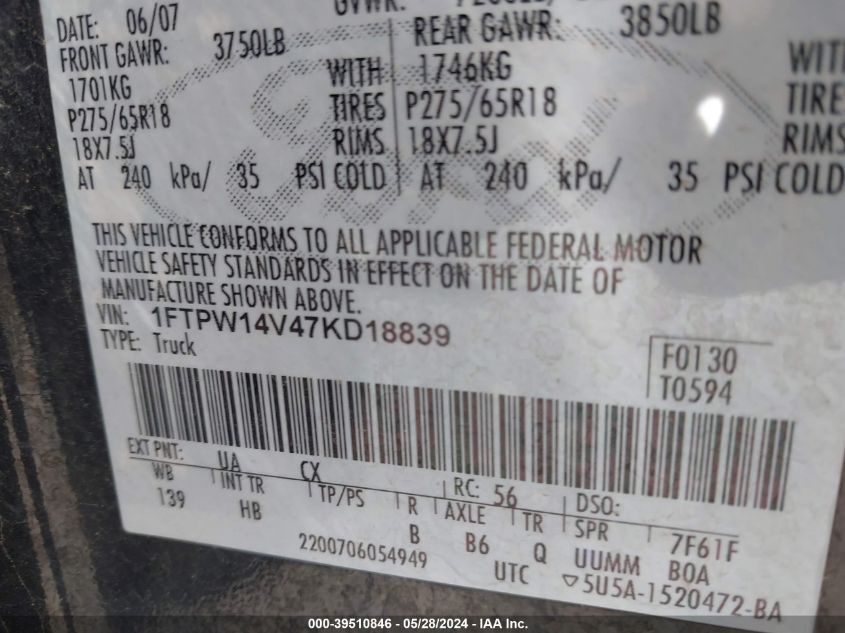 DATE: 06/07
FRONT GAWR: 3750LB REAR GAWR: 3850LB
1701KG WITH 1746KG WITH
P275/65R18 TIRES P275/65R18 TIRE
18X7.5J RIMS 18X7.5J RIMS
AT 240 kPa/ 35 PSI COLD AT 240 kPa/ 35 PSI COLD
THIS VEHICLE CONFORMS TO ALL APPLICABLE FEDERAL MOTOR
VEHICLE SAFETY STANDARDS IN EFFECT ON THE DATE OF
MANUFACTURE SHOWN ABOVE.
VIN: 1FTPW14V47KD18839
TYPE: Truck
F0130
T0594
EXT PNT: UA CX RC: 56 DSO:
WB INT TR TP/PS R AXLE TR SPR 7F61F
139 HB B B6 Q UUMM B0A
2200706054949 UTC ▽5U5A-1520472-BA
000-39510846 - 05/28/2024 - IAA Inc.